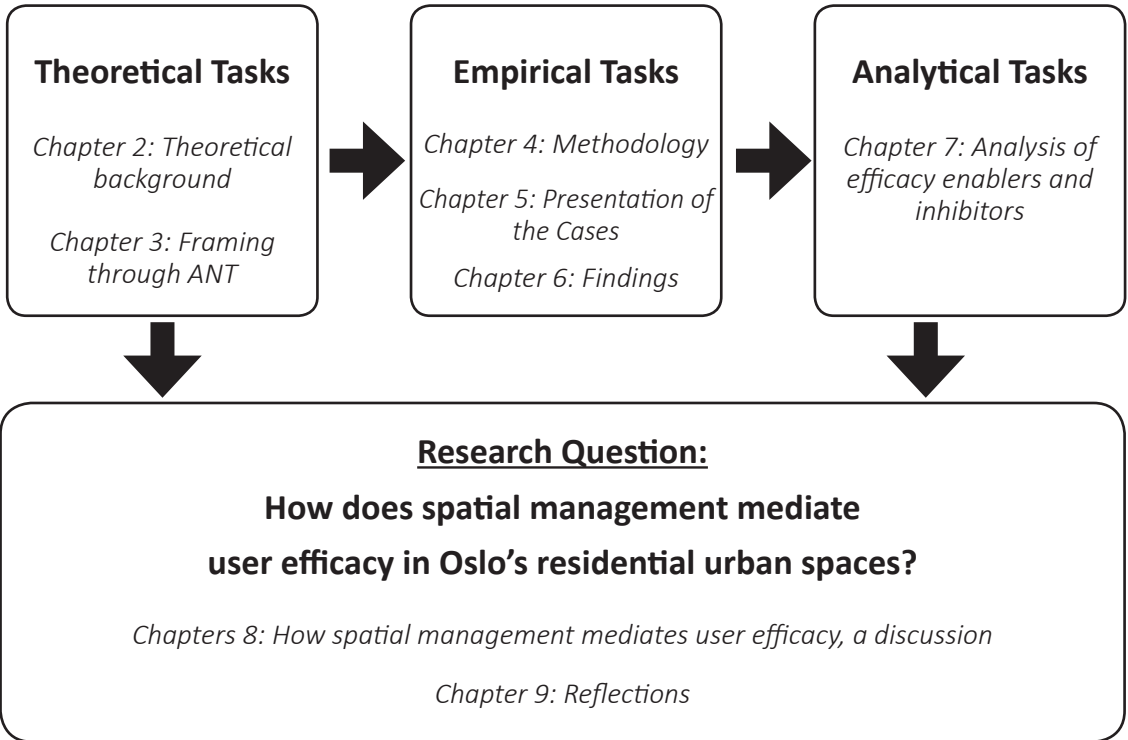 Theoretical Tasks
Chapter 2: Theoretical
background
Chapter 3: Framing
through ANT
Empirical Tasks
Chapter 4: Methodology
Chapter 5: Presentation of
the Cases
Chapter 6: Findings
Analytical Tasks
Chapter 7: Analysis of
efficacy enablers and
inhibitors
Research Question:
How does spatial management mediate
user efficacy in Oslo’s residential urban spaces?
Chapters 8: How spatial management mediates user efficacy, a discussion
Chapter 9: Reflections